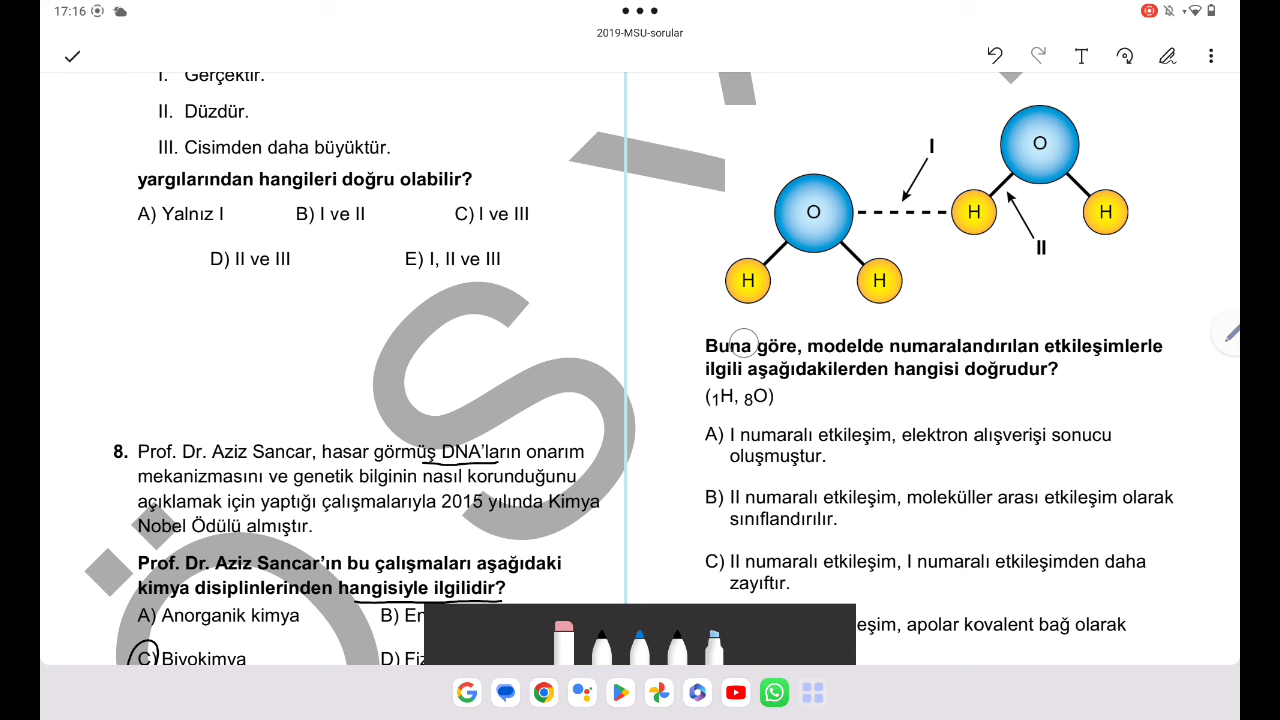 17:16
2019-MSU-sorular
I. Gerçektir.
II. Düzdür.
III. Cisimden daha büyüktür.
yargılarından hangileri doğru olabilir?
A) Yalnız I B) I ve II C) I ve III
D) II ve III E) I, II ve III
8. Prof. Dr. Aziz Sancar, hasar görmüş DNA'ların onarım
mekanizmasını ve genetik bilginin nasıl korunduğunu
açıklamak için yaptığı çalışmalarıyla 2015 yılında Kimya
Nobel Ödülü almıştır.
Prof. Dr. Aziz Sancar'ın bu çalışmaları aşağıdaki
kimya disiplinlerinden hangisiyle ilgilidir?
A) Anorganik kimya B) En
C) Biyokimya D) Fiz
I
O
O
H
H
II
H
H
Buna göre, modelde numaralandırılan etkileşimlerle
ilgili aşağıdakilerden hangisi doğrudur?
(₁H, ₈O)
A) I numaralı etkileşim, elektron alışverişi sonucu
oluşmuştur.
B) II numaralı etkileşim, moleküller arası etkileşim olarak
sınıflandırılır.
C) II numaralı etkileşim, I numaralı etkileşimden daha
zayıftır.
eşim, apolar kovalent bağ olarak